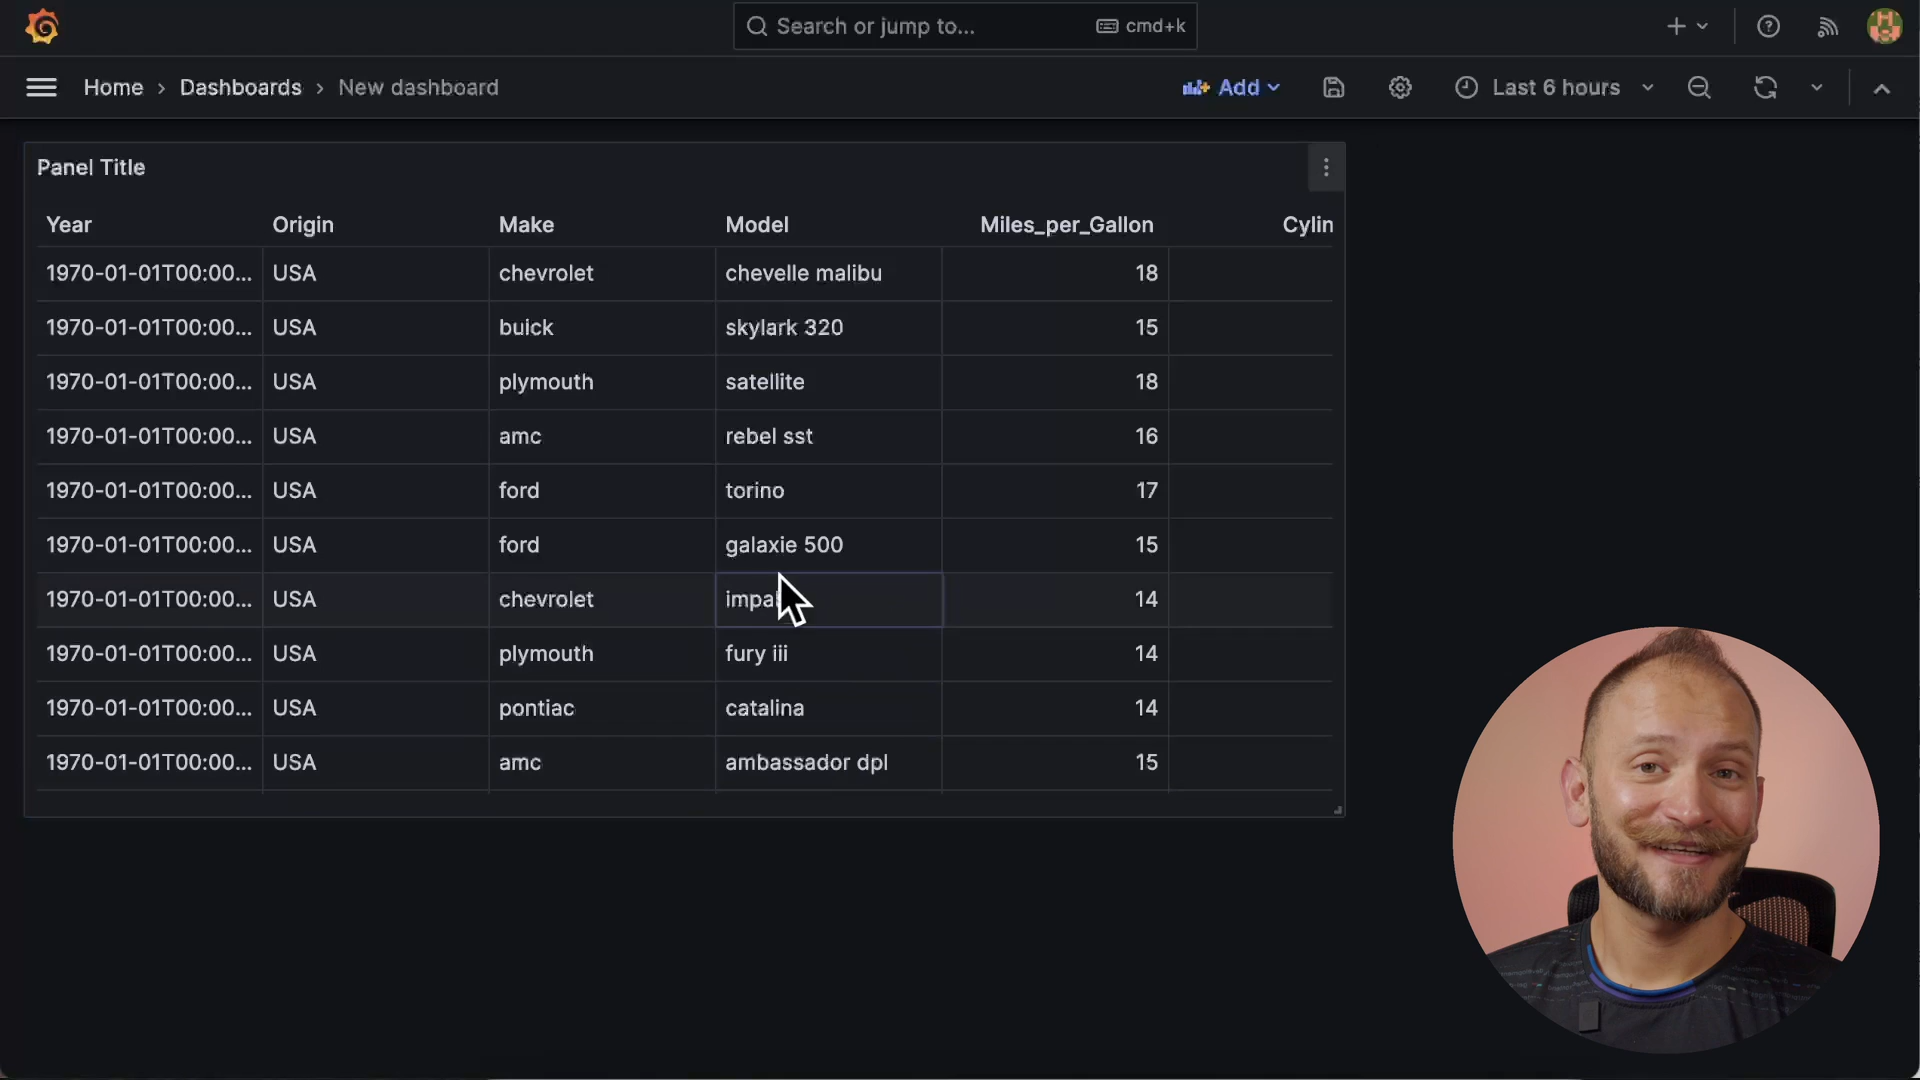 Search or jump to... cmd+k
Home › Dashboards › New dashboard Add Last 6 hours
Panel Title
Year Origin Make Model Miles_per_Gallon Cylin
1970-01-01T00:00... USA chevrolet chevelle malibu 18
1970-01-01T00:00... USA buick skylark 320 15
1970-01-01T00:00... USA plymouth satellite 18
1970-01-01T00:00... USA amc rebel sst 16
1970-01-01T00:00... USA ford torino 17
1970-01-01T00:00... USA ford galaxie 500 15
1970-01-01T00:00... USA chevrolet 14
1970-01-01T00:00... USA plymouth fury iii 14
1970-01-01T00:00... USA pontiac catalina 14
1970-01-01T00:00... USA amc ambassador dpl 15